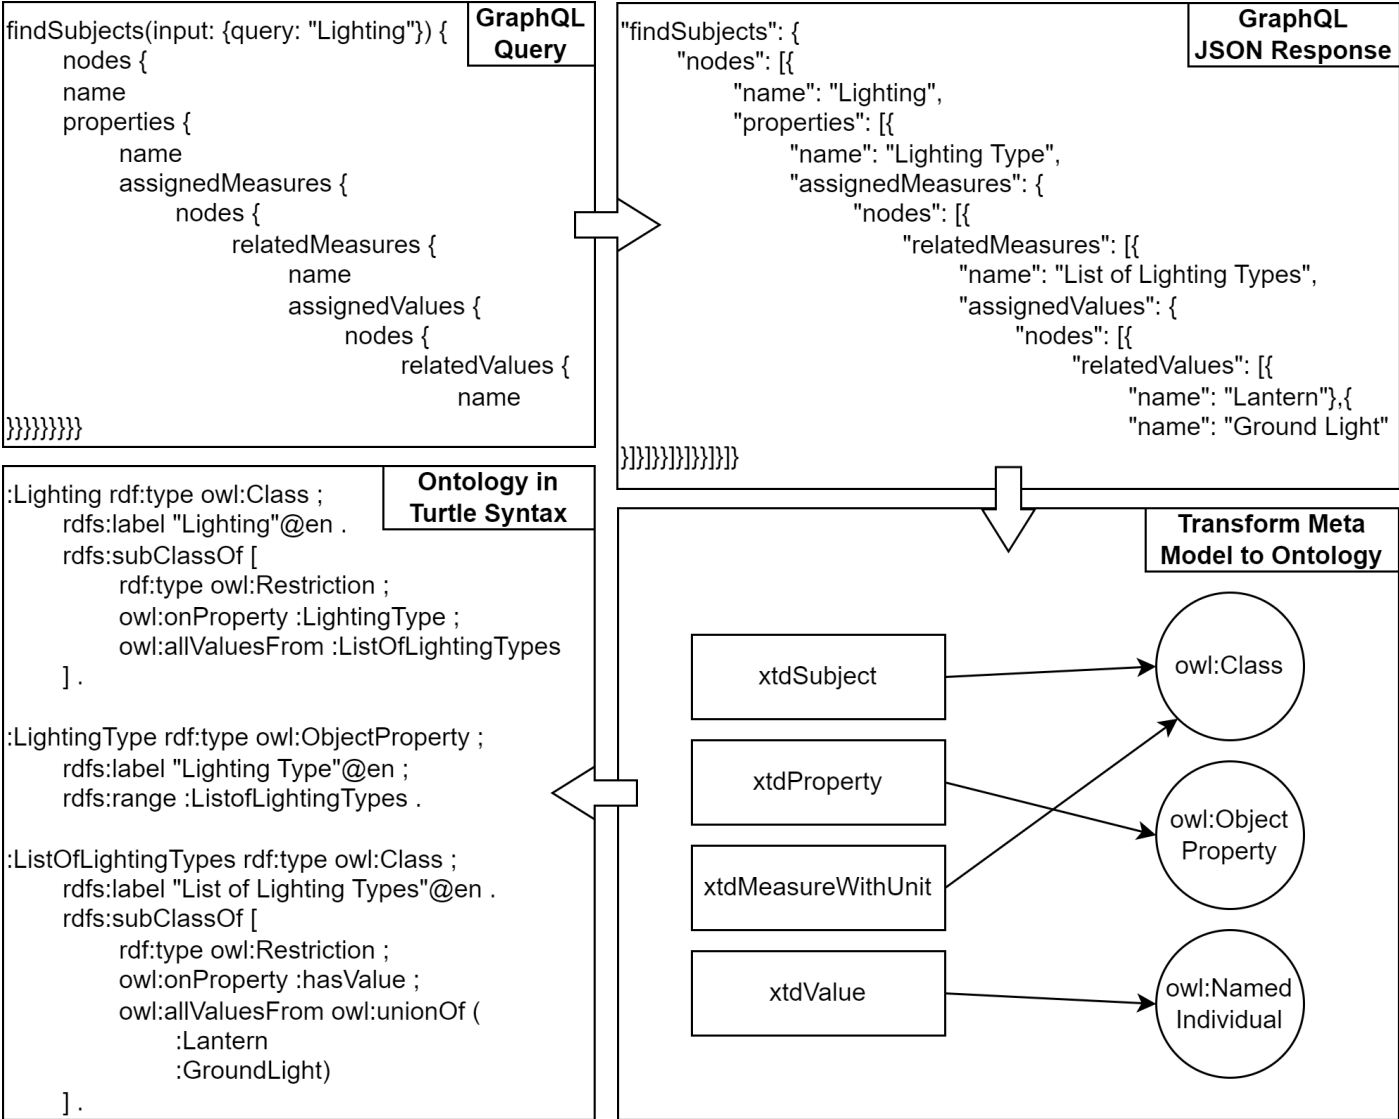 GraphQL
Query
findSubjects(input: {query: "Lighting"}) {
nodes {
name
properties {
name
assignedMeasures {
nodes {
relatedMeasures {
name
assignedValues {
nodes {
relatedValues {
name
}}}}}}}}}
GraphQL
JSON Response
"findSubjects": {
"nodes": [{
"name": "Lighting",
"properties": [{
"name": "Lighting Type",
"assignedMeasures": {
"nodes": [{
"relatedMeasures": [{
"name": "List of Lighting Types",
"assignedValues": {
"nodes": [{
"relatedValues": [{
"name": "Lantern"},{
"name": "Ground Light"
}]}]}}]}]}}]}]}
Transform Meta
Model to Ontology
xtdSubject
xtdProperty
xtdMeasureWithUnit
xtdValue
owl:Class
owl:Object
Property
owl:Named
Individual
Ontology in
Turtle Syntax
:Lighting rdf:type owl:Class ;
rdfs:label "Lighting"@en .
rdfs:subClassOf [
rdf:type owl:Restriction ;
owl:onProperty :LightingType ;
owl:allValuesFrom :ListOfLightingTypes
] .
:LightingType rdf:type owl:ObjectProperty ;
rdfs:label "Lighting Type"@en ;
rdfs:range :ListofLightingTypes .
:ListOfLightingTypes rdf:type owl:Class ;
rdfs:label "List of Lighting Types"@en .
rdfs:subClassOf [
rdf:type owl:Restriction ;
owl:onProperty :hasValue ;
owl:allValuesFrom owl:unionOf (
:Lantern
:GroundLight)
] .